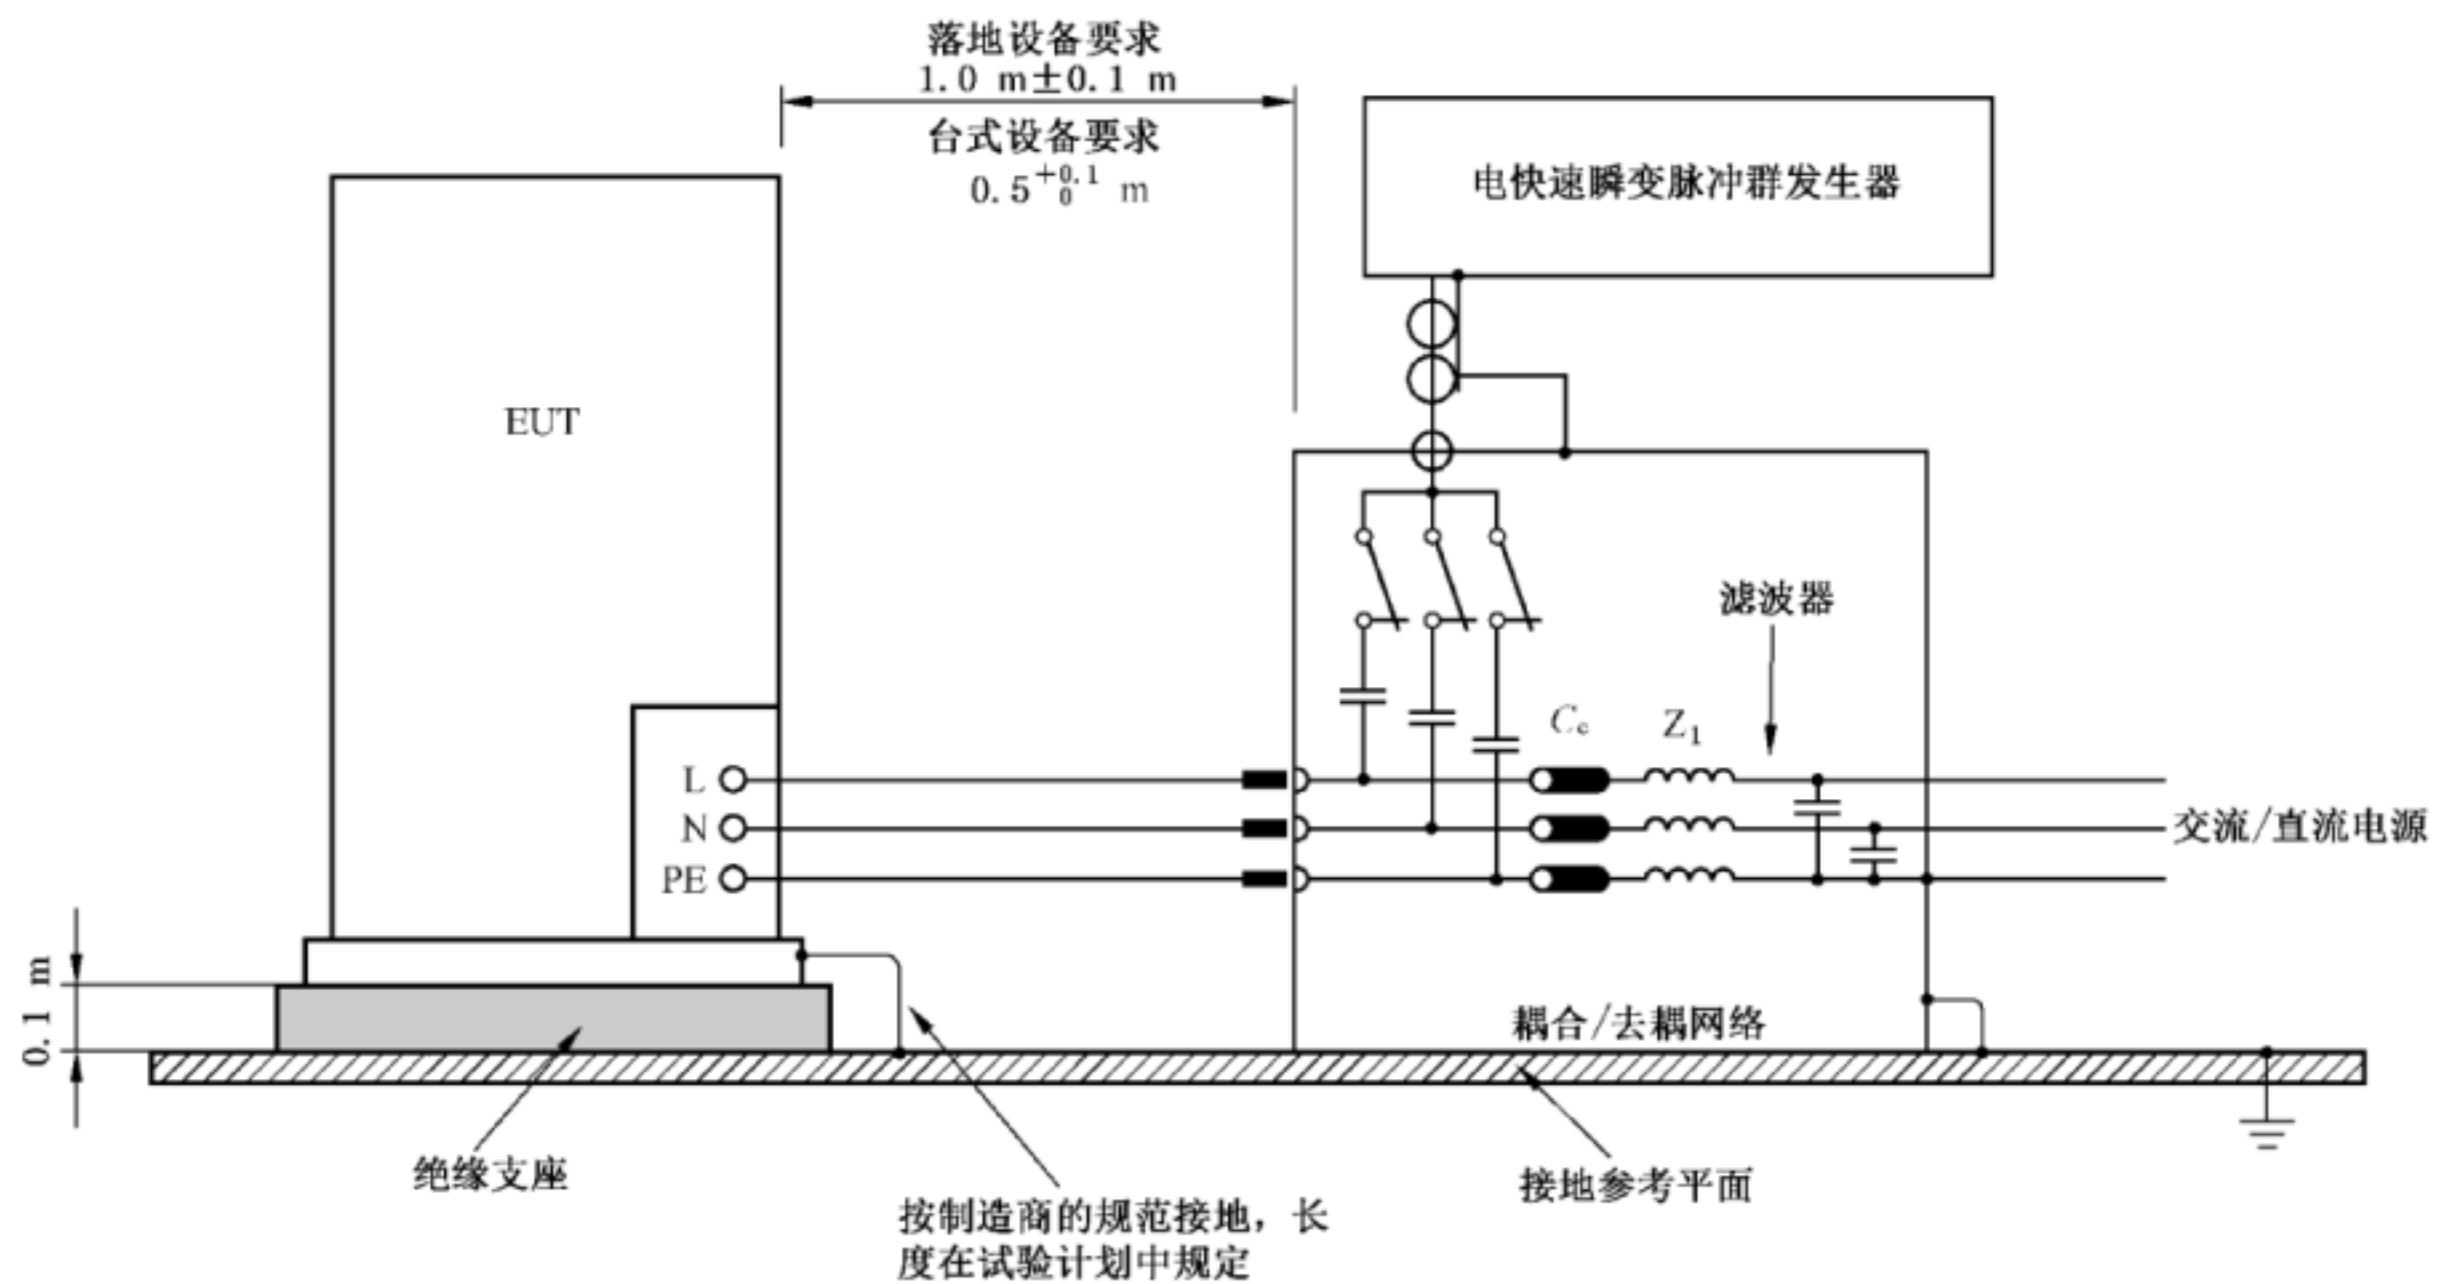 落地设备要求
1.0 m±0.1 m
台式设备要求
0.5 +0.1 0 m
电快速瞬变脉冲群发生器
EUT
滤波器
Cc
Z1
L
N
PE
交流/直流电源
0.1 m
耦合/去耦网络
绝缘支座
接地参考平面
按制造商的规范接地，长
度在试验计划中规定